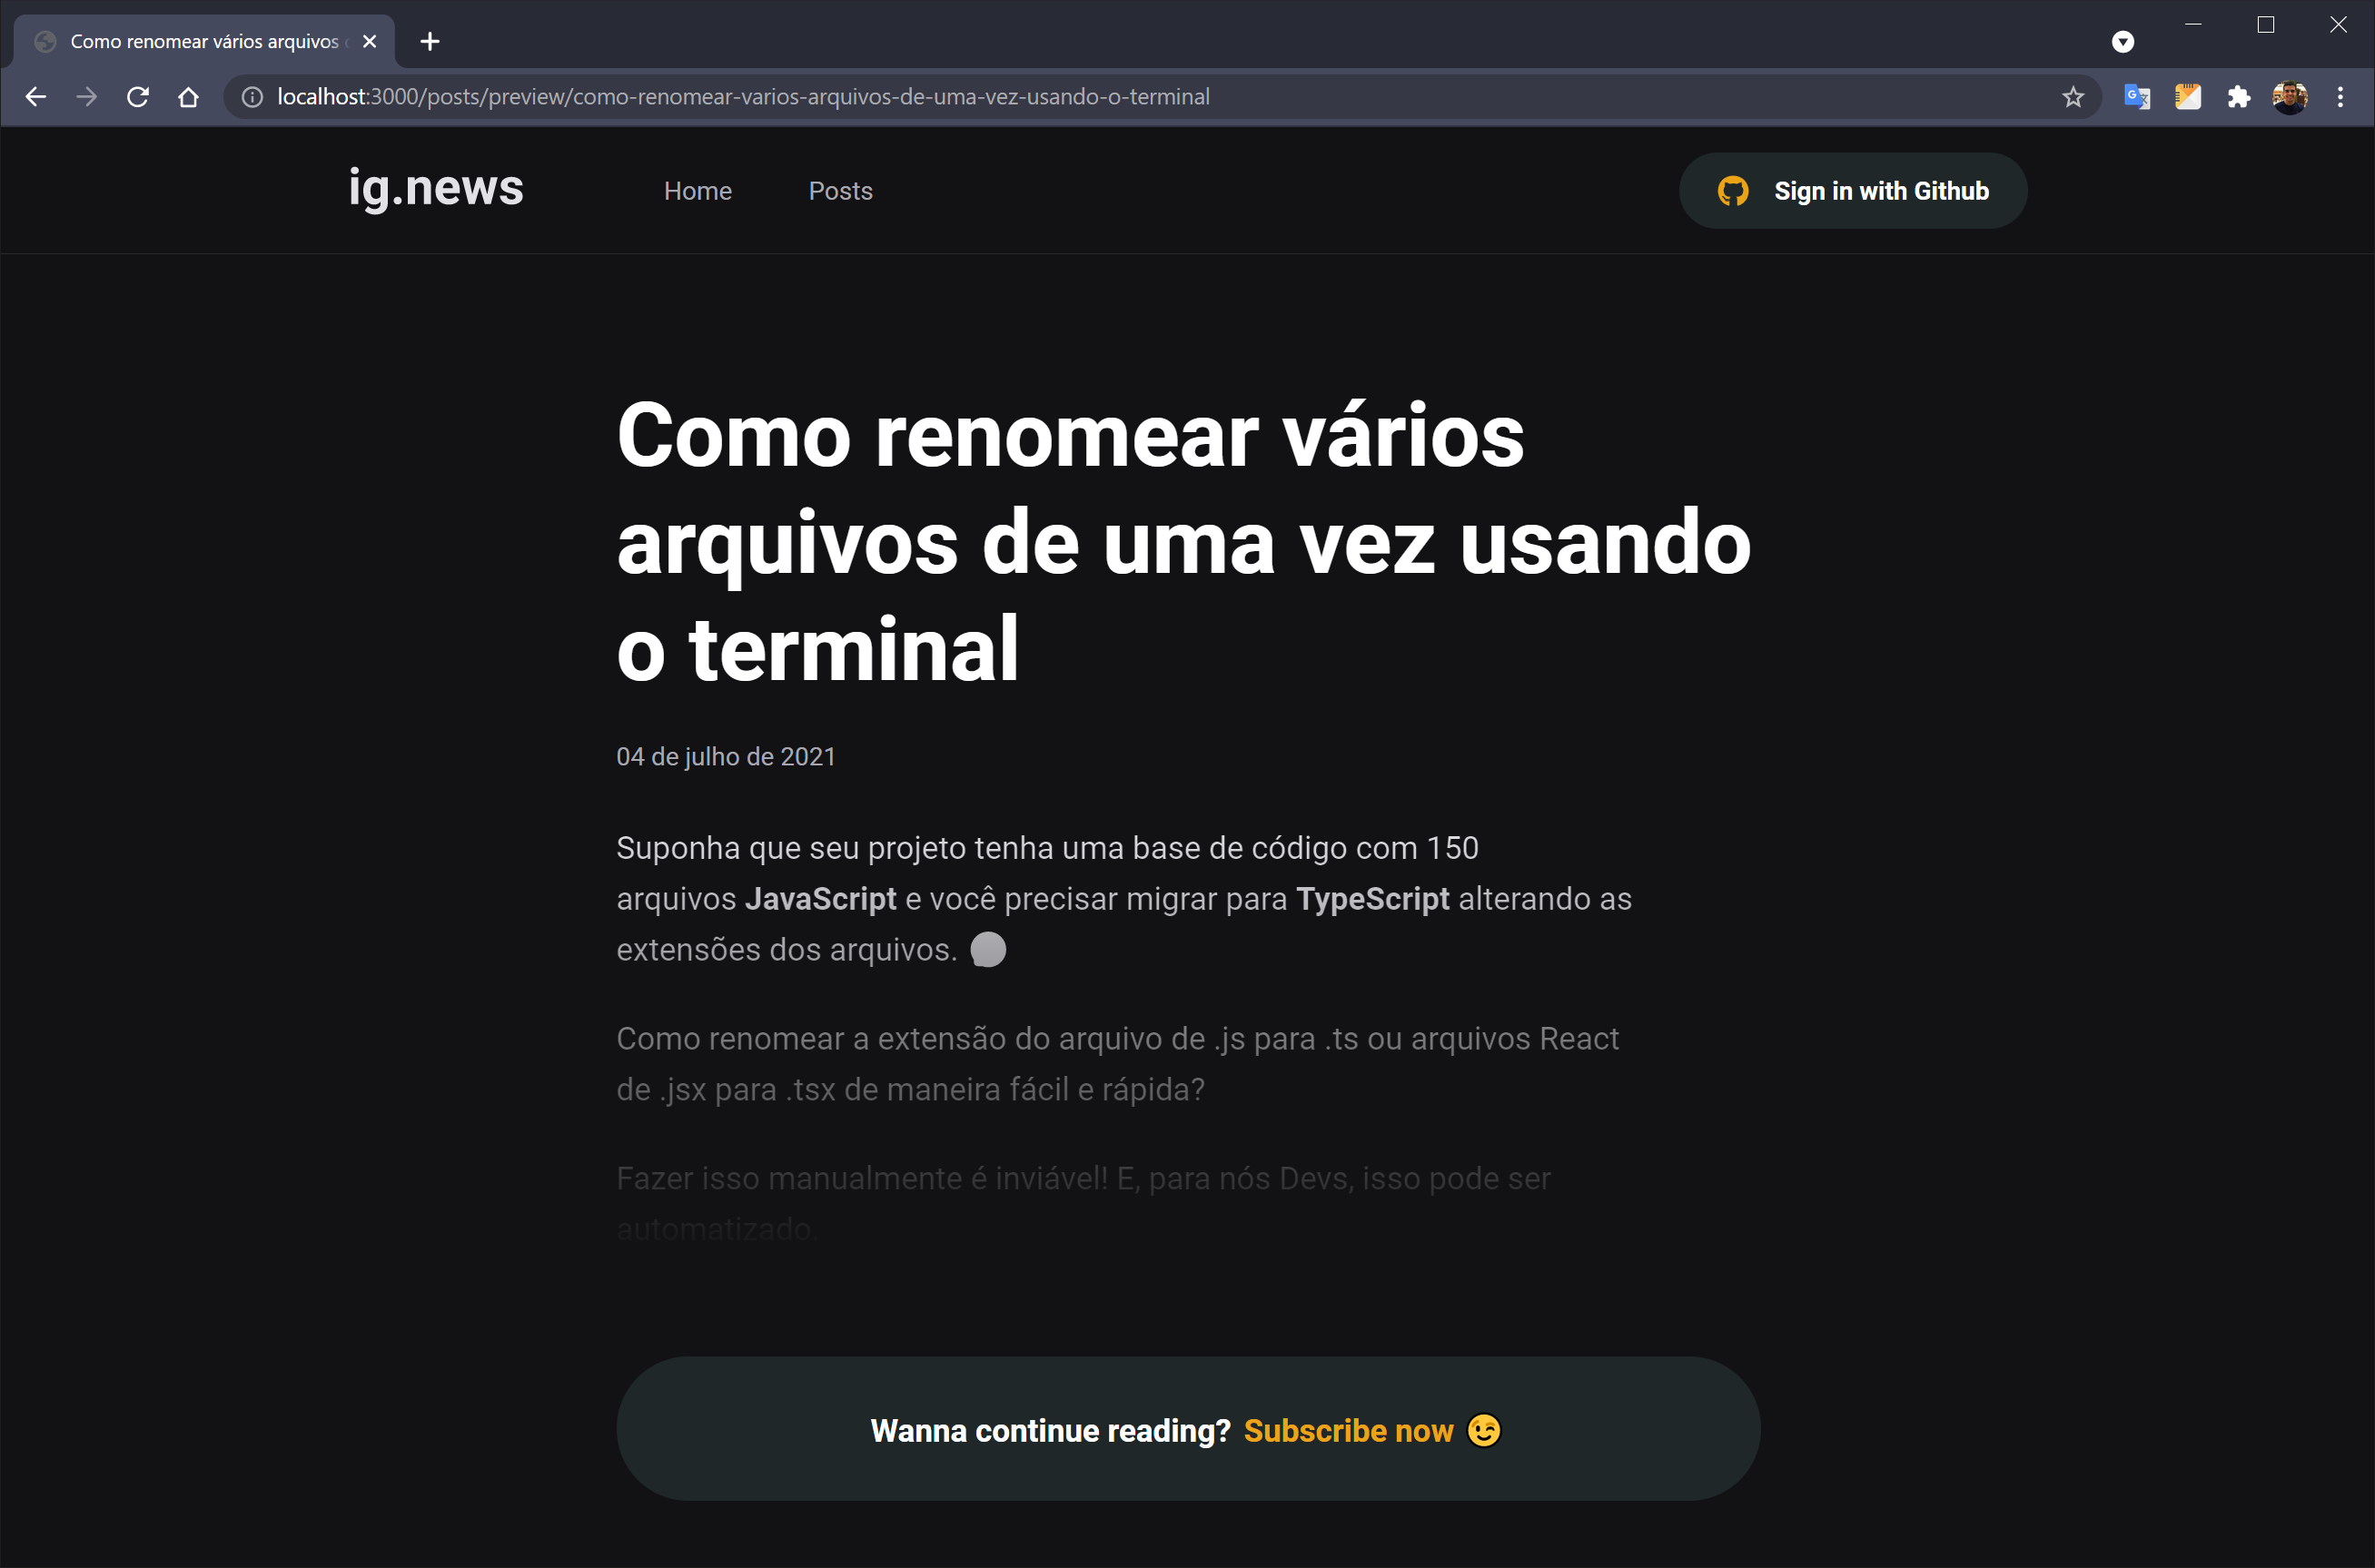 Como renomear vários arquivos
localhost:3000/posts/preview/como-renomear-varios-arquivos-de-uma-vez-usando-o-terminal
ig.news
Home
Posts
Sign in with Github
Como renomear vários
arquivos de uma vez usando
o terminal
04 de julho de 2021
Suponha que seu projeto tenha uma base de código com 150
arquivos JavaScript e você precisar migrar para TypeScript alterando as
extensões dos arquivos.
Como renomear a extensão do arquivo de .js para .ts ou arquivos React
de .jsx para .tsx de maneira fácil e rápida?
Fazer isso manualmente é inviável! E, para nós Devs, isso pode ser
automatizado.
Wanna continue reading? Subscribe now 😉